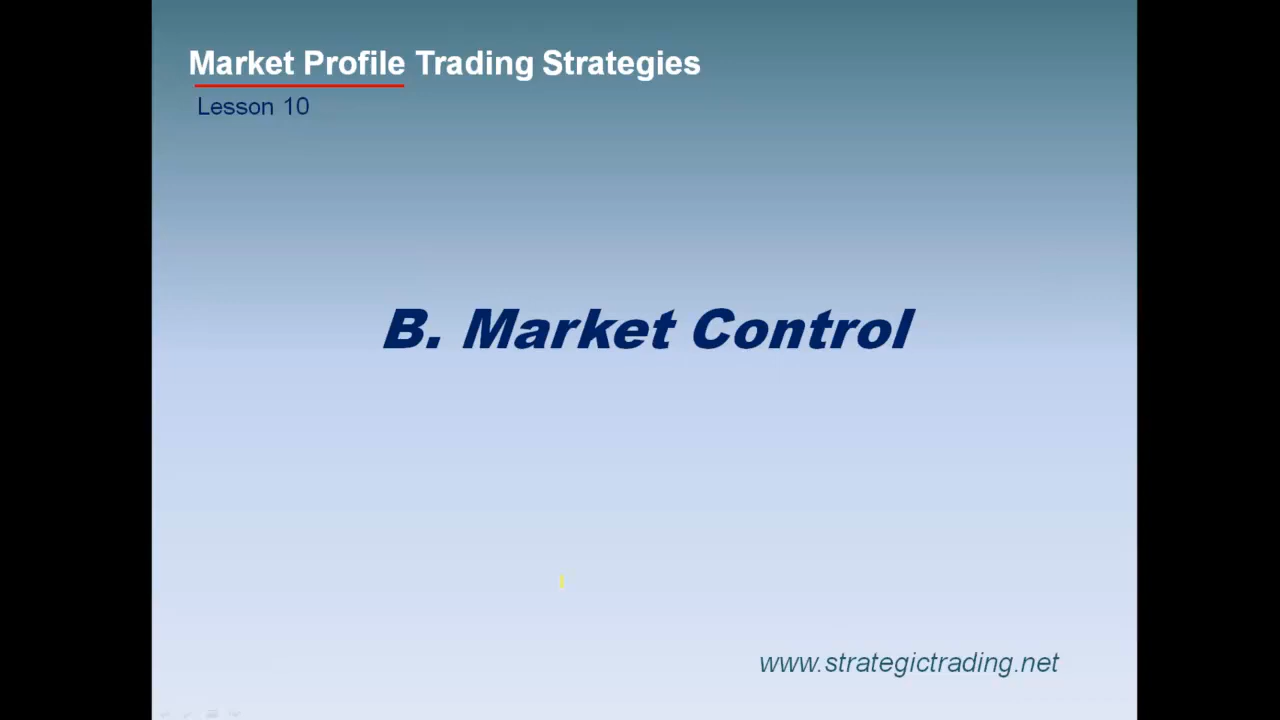 Market Profile Trading Strategies
Lesson 10
B. Market Control
www.strategictrading.net